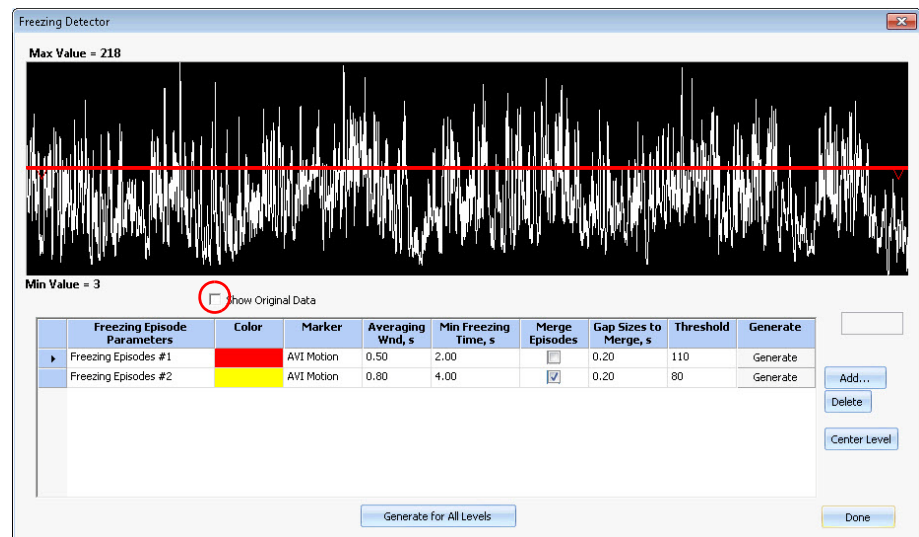 Freezing Detector
Max Value = 218
Min Value = 3
Show Original Data
Freezing Episode Parameters Color Marker Averaging Wnd, s Min Freezing Time, s Merge Episodes Gap Sizes to Merge, s Threshold Generate
Freezing Episodes #1 AVI Motion 0.50 2.00 0.20 110 Generate
Freezing Episodes #2 AVI Motion 0.80 4.00 0.20 80 Generate
Add...
Delete
Center Level
Generate for All Levels
Done